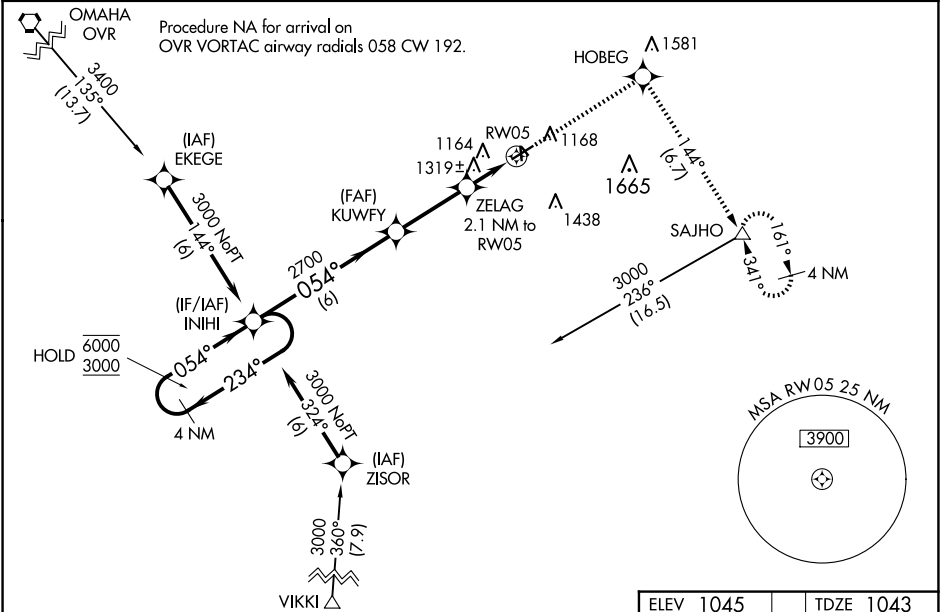 OMAHA
OVR
Procedure NA for arrival on
OVR VORTAC airway radials 058 CW 192.
3400
135°
(13.7)
(IAF)
EKEGE
3000 NoPT
144°
(6)
HOBEG
1581
RW05
1164
1168
1319±
1665
144°
(6.7)
(FAF)
KUWFY
ZELAG
2.1 NM to
RW05
1438
SAJHO
161°
341°
4 NM
2700
054°
(6)
3000
236°
(16.5)
(IF/IAF)
INIHI
HOLD 6000
3000
054°
234°
4 NM
3000 NoPT
324°
(6)
(IAF)
ZISOR
3000
360°
(7.9)
VIKKI
MSA RW05 25 NM
3900
ELEV 1045 TDZE 1043